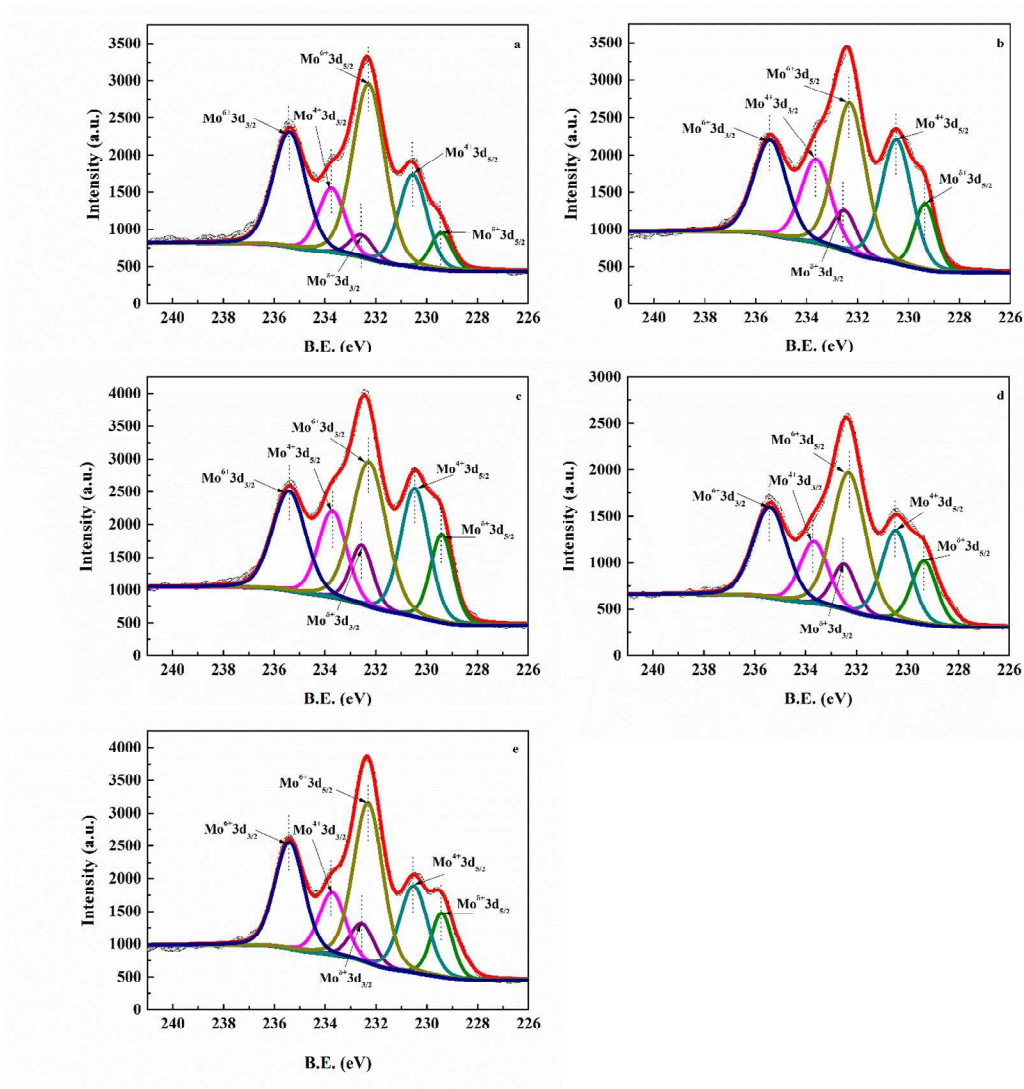 a
3500
3000
2500
2000
1500
1000
500
0
Intensity (a.u.)
Mo⁶⁺3d₅/₂
Mo⁶⁺3d₃/₂
Mo⁴⁺3d₃/₂
Mo⁴⁺3d₅/₂
Mo^δ+3d₅/₂
Mo^δ+3d₃/₂
240 238 236 234 232 230 228 226
B.E. (eV)
b
3500
3000
2500
2000
1500
1000
500
0
Intensity (a.u.)
Mo⁶⁺3d₅/₂
Mo⁴⁺3d₃/₂
Mo⁶⁺3d₃/₂
Mo⁴⁺3d₅/₂
Mo^δ+3d₅/₂
Mo^δ+3d₃/₂
240 238 236 234 232 230 228 226
B.E. (eV)
c
4000
3500
3000
2500
2000
1500
1000
500
0
Intensity (a.u.)
Mo⁶⁺3d₃/₂
Mo⁴⁺3d₅/₂
Mo⁶⁺3d₃/₂
Mo⁴⁺3d₅/₂
Mo^δ+3d₅/₂
Mo^δ+3d₃/₂
240 238 236 234 232 230 228 226
B.E. (eV)
d
3000
2500
2000
1500
1000
500
0
Intensity (a.u.)
Mo⁶⁺3d₅/₂
Mo⁴⁺3d₃/₂
Mo⁶⁺3d₃/₂
Mo⁴⁺3d₅/₂
Mo^δ+3d₅/₂
Mo^δ+3d₃/₂
240 238 236 234 232 230 228 226
B.E. (eV)
e
4000
3500
3000
2500
2000
1500
1000
500
0
Intensity (a.u.)
Mo⁶⁺3d₅/₂
Mo⁶⁺3d₃/₂
Mo⁴⁺3d₃/₂
Mo⁴⁺3d₅/₂
Mo^δ+3d₅/₂
Mo^δ+3d₃/₂
240 238 236 234 232 230 228 226
B.E. (eV)